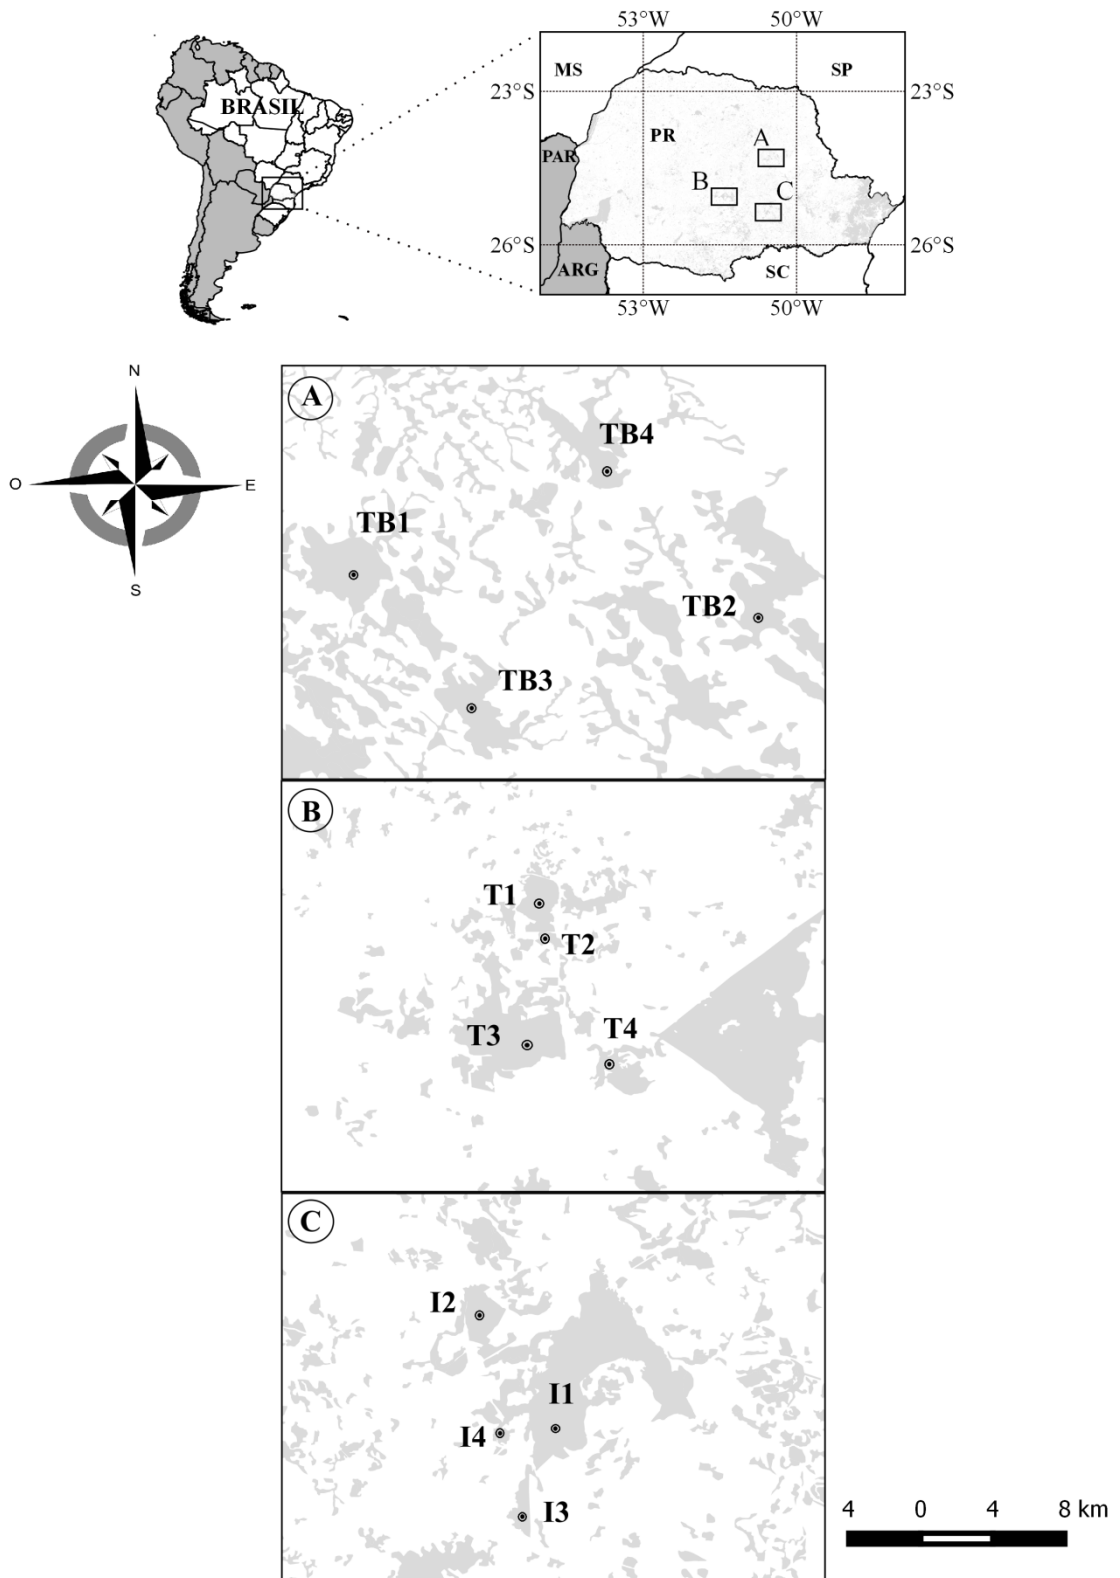 BRASIL
53°W 50°W
MS SP
23°S 23°S
PR A
PAR
B C
26°S 26°S
ARG SC
53°W 50°W
N
O E
S
A
TB4
TB1
TB2
TB3
B
T1
T2
T3 T4
C
I2
I1
I4
I3
4 0 4 8 km